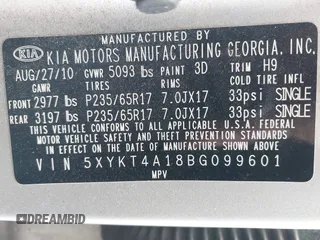 KIA KIA MOTORS MANUFACTURING GEORGIA, INC.
AUG/27/10 GVWR 5093 lbs PAINT 3D TRIM H9
GAWR TIRES RIMS COLD TIRE INFL
FRONT 2977 lbs P235/65R17 7.0JX17 33psi SINGLE
REAR 3197 lbs P235/65R17 7.0JX17 33psi SINGLE
THIS VEHICLE CONFORMS TO ALL APPLICABLE U.S. FEDERAL MOTOR VEHICLE
SAFETY AND THEFT PREVENTION STANDARDS IN
EFFECT ON THE DATE OF MANUFACTURE SHOWN ABOVE.
VIN 5XYKT4A18BG099601
MPV
DREAMBID